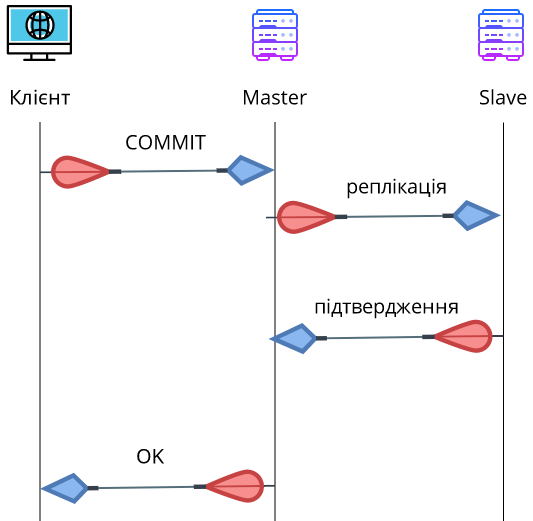 Клієнт
Master
Slave
COMMIT
реплікація
підтвердження
OK